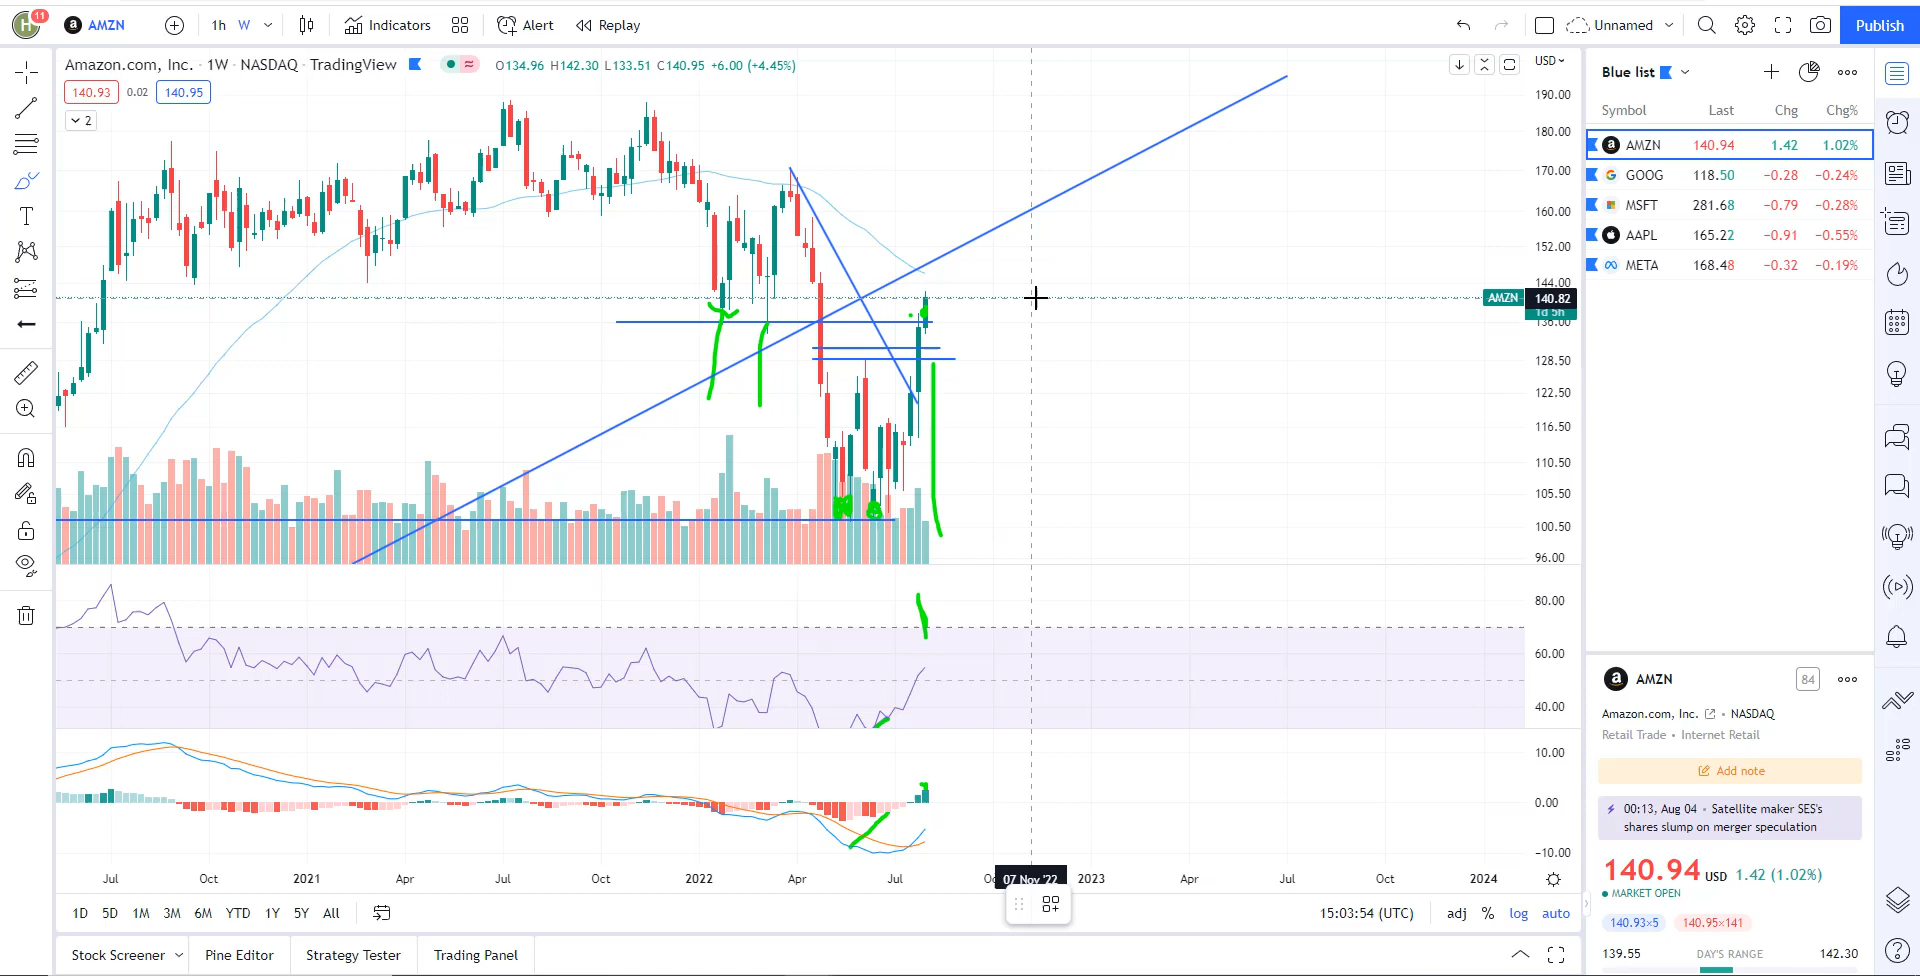 H 11 a AMZN 1h W Indicators Alert Replay Unnamed Publish
Amazon.com, Inc. · 1W · NASDAQ · TradingView O134.96 H142.30 L133.51 C140.95 +6.00 (+4.45%)
140.93 0.02 140.95
2
USD
190.00
180.00
170.00
160.00
152.00
144.00
AMZN 140.82
1d 5h
136.00
128.50
122.50
116.50
110.50
105.50
100.50
96.00
80.00
60.00
40.00
10.00
0.00
−10.00
Jul Oct 2021 Apr Jul Oct 2022 Apr Jul Oc 07 Nov '22 2023 Apr Jul Oct 2024
1D 5D 1M 3M 6M YTD 1Y 5Y All
15:03:54 (UTC) adj % log auto
Stock Screener Pine Editor Strategy Tester Trading Panel
Blue list
Symbol Last Chg Chg%
AMZN 140.94 1.42 1.02%
GOOG 118.50 −0.28 −0.24%
MSFT 281.68 −0.79 −0.28%
AAPL 165.22 −0.91 −0.55%
META 168.48 −0.32 −0.19%
a AMZN 84
Amazon.com, Inc. • NASDAQ
Retail Trade • Internet Retail
Add note
00:13, Aug 04 • Satellite maker SES's
shares slump on merger speculation
140.94 USD 1.42 (1.02%)
MARKET OPEN
140.93×5 140.95×141
139.55 DAY'S RANGE 142.30